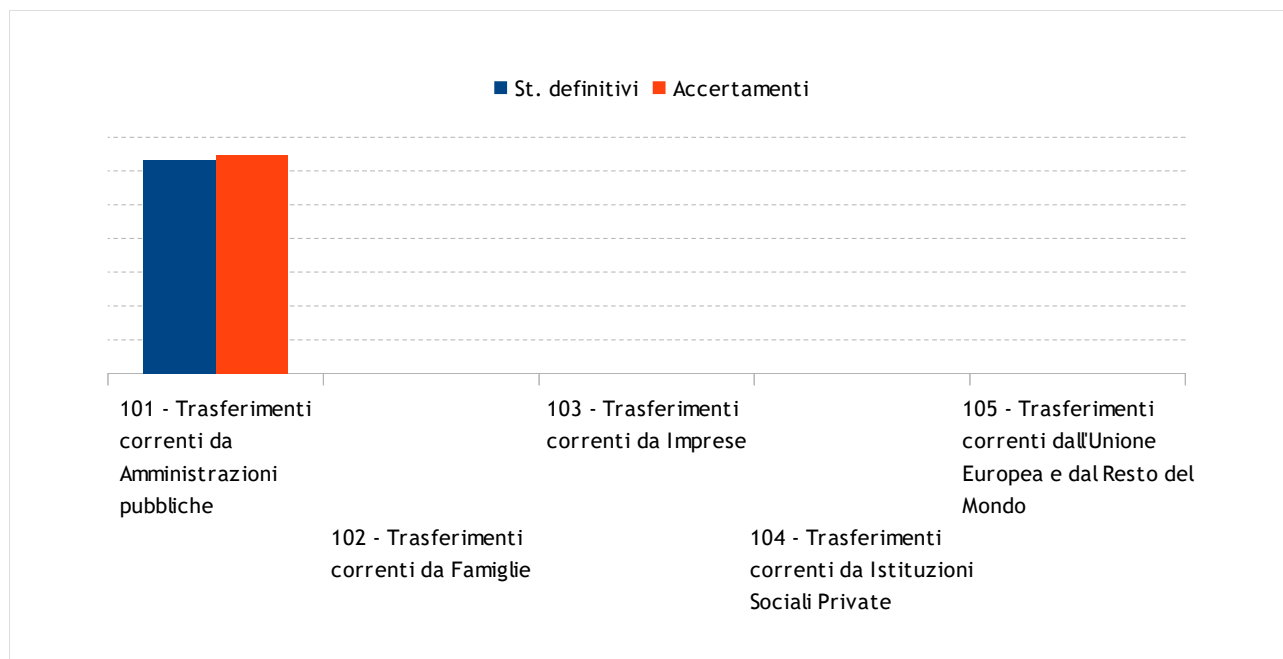 St. definitivi Accertamenti
101 - Trasferimenti
correnti da
Amministrazioni
pubbliche
102 - Trasferimenti
correnti da Famiglie
103 - Trasferimenti
correnti da Imprese
104 - Trasferimenti
correnti da Istituzioni
Sociali Private
105 - Trasferimenti
correnti dall'Unione
Europea e dal Resto del
Mondo